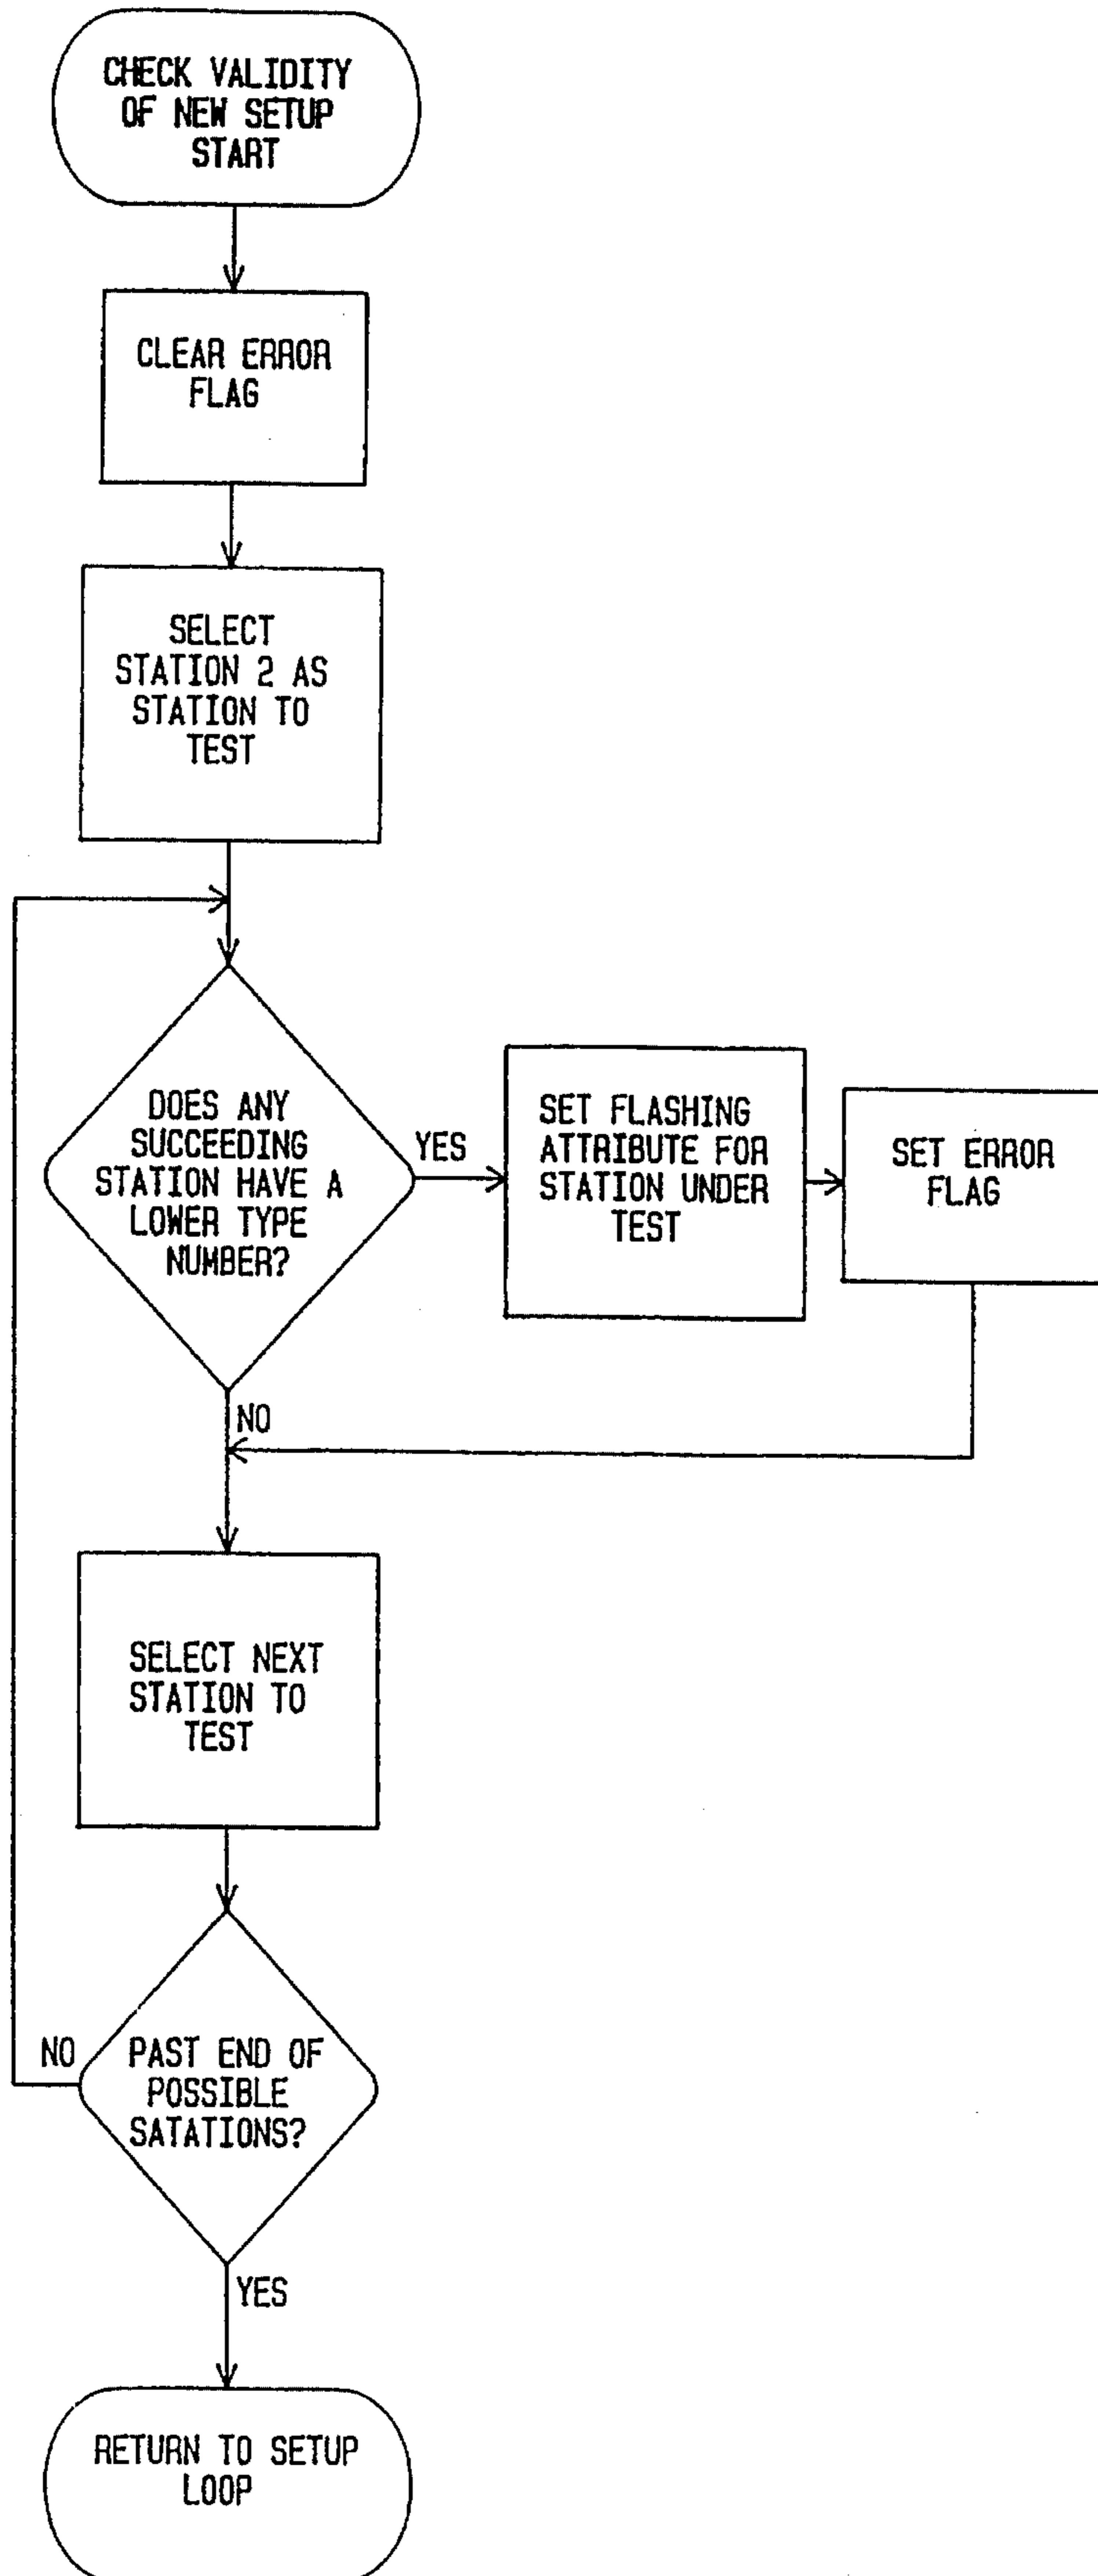 CHECK VALIDITY
OF NEW SETUP
START
CLEAR ERROR
FLAG
SELECT
STATION 2 AS
STATION TO
TEST
DOES ANY
SUCCEEDING
STATION HAVE A
LOWER TYPE
NUMBER?
YES
SET FLASHING
ATTRIBUTE FOR
STATION UNDER
TEST
SET ERROR
FLAG
NO
SELECT NEXT
STATION TO
TEST
NO
PAST END OF
POSSIBLE
SATATIONS?
YES
RETURN TO SETUP
LOOP